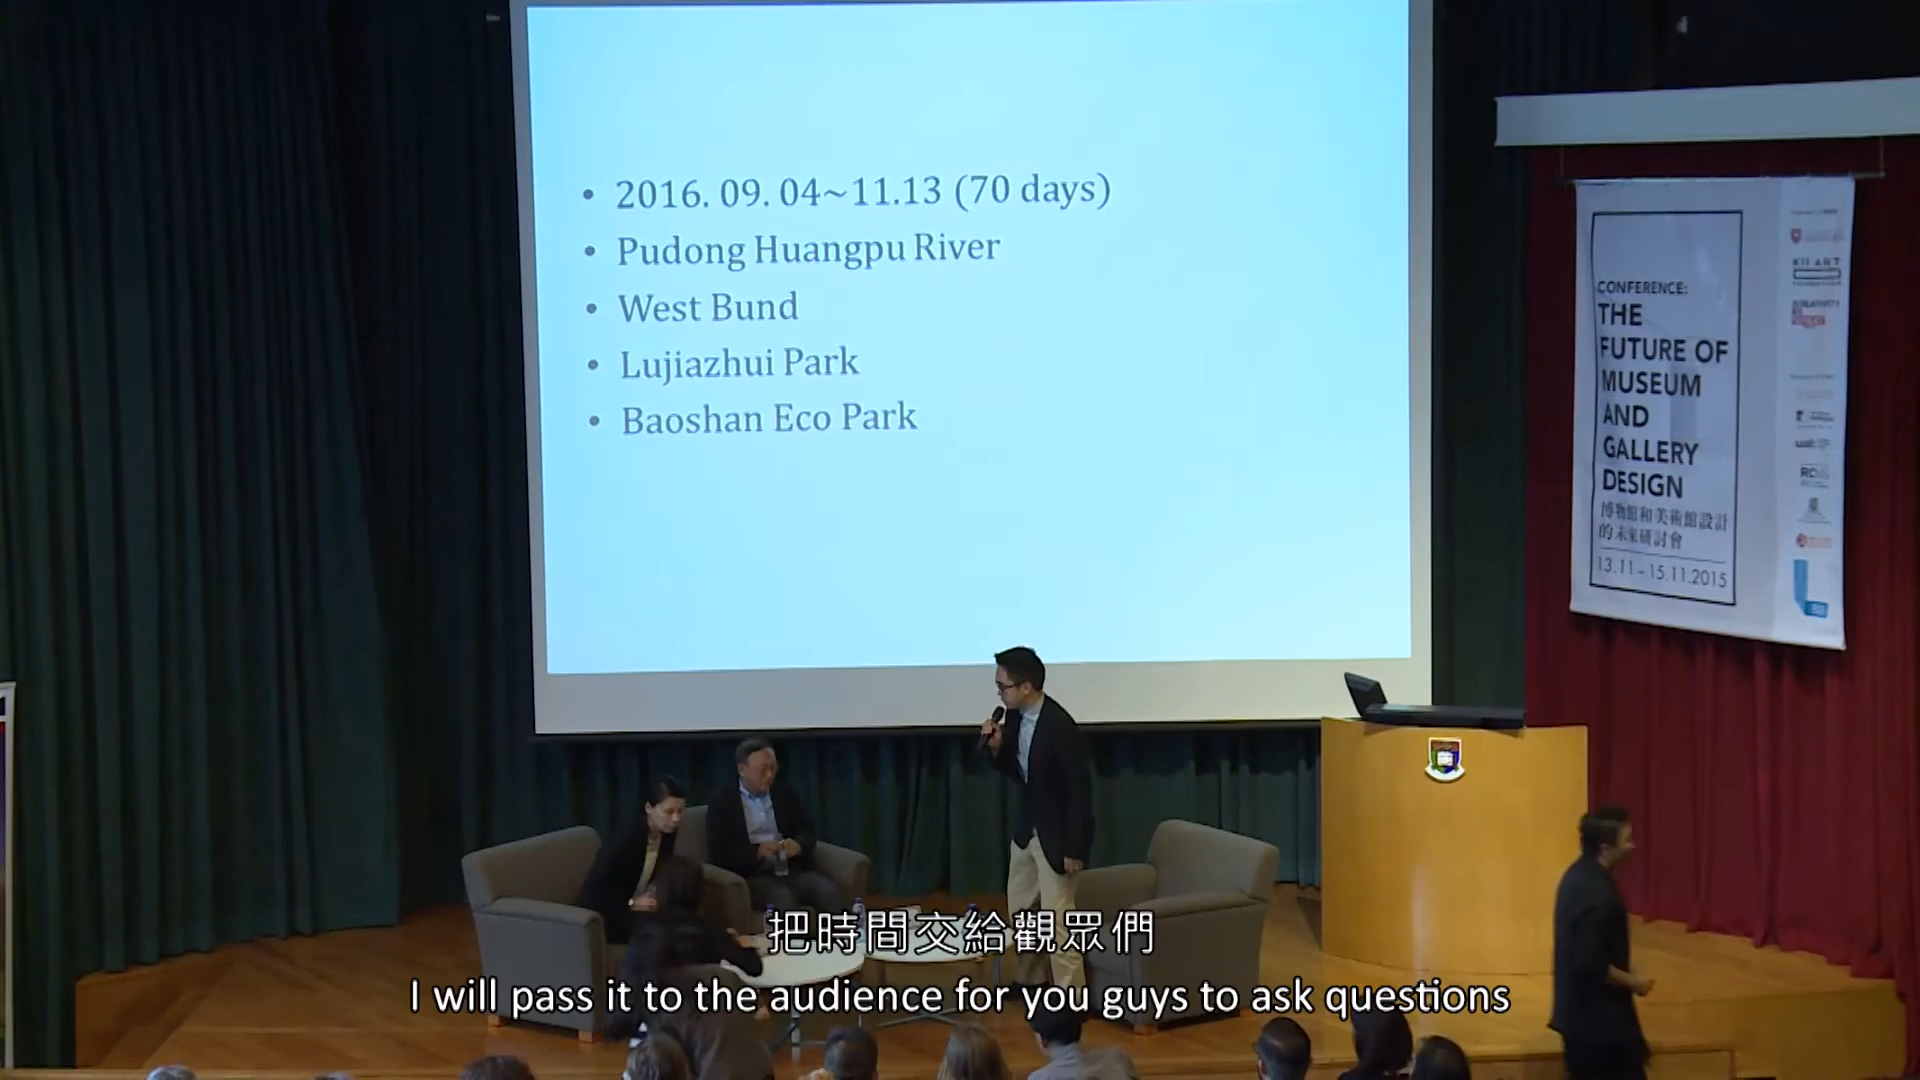 • 2016. 09. 04~11.13 (70 days)
• Pudong Huangpu River
• West Bund
• Lujiazhui Park
• Baoshan Eco Park
CONFERENCE:
THE
FUTURE OF
MUSEUM
AND
GALLERY
DESIGN
博物館和美術館設計
的未來研討會
13.11 – 15.11.2015
把時間交給觀眾們
I will pass it to the audience for you guys to ask questions